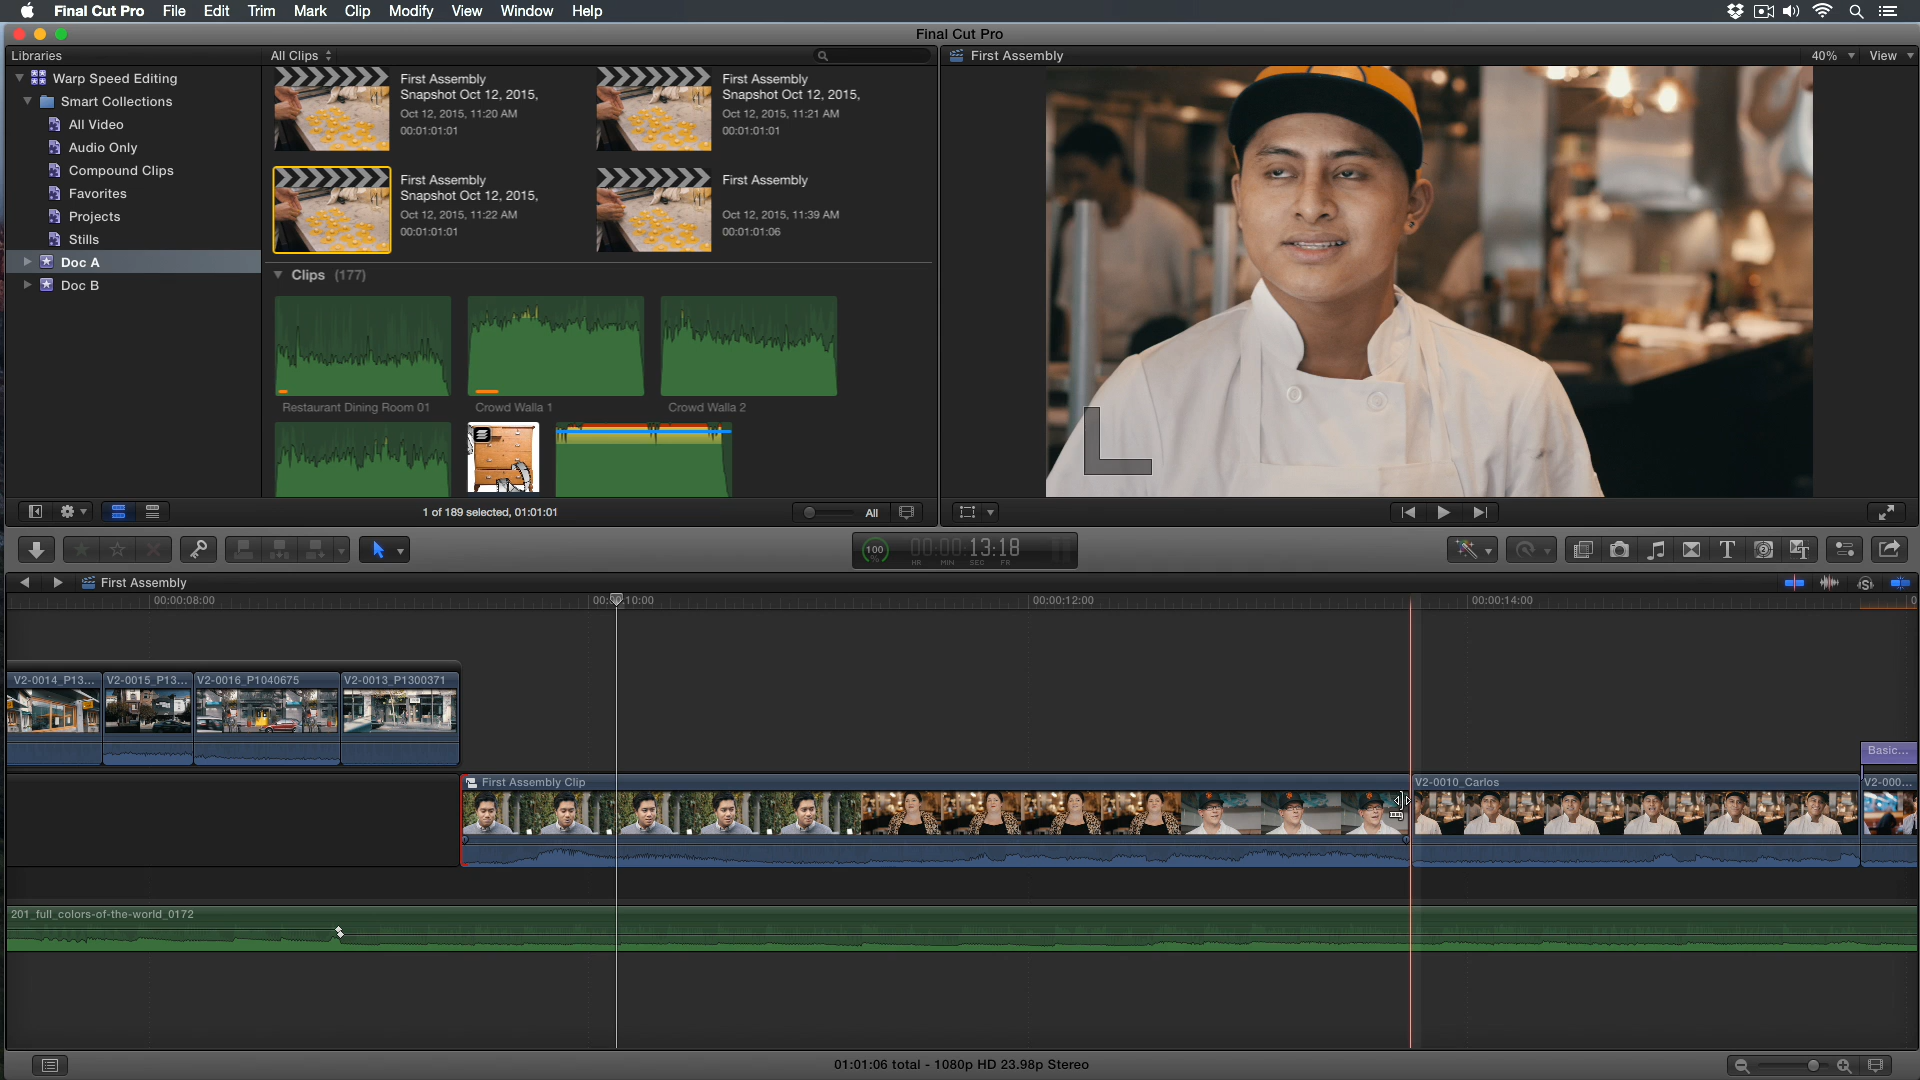 Final Cut Pro File Edit Trim Mark Clip Modify View Window Help
Final Cut Pro
Libraries
All Clips
First Assembly
40% View
Warp Speed Editing
Smart Collections
All Video
Audio Only
Compound Clips
Favorites
Projects
Stills
Doc A
Doc B
First Assembly
Snapshot Oct 12, 2015,
Oct 12, 2015, 11:20 AM
00:01:01:01
First Assembly
Snapshot Oct 12, 2015,
Oct 12, 2015, 11:21 AM
00:01:01:01
First Assembly
Snapshot Oct 12, 2015,
Oct 12, 2015, 11:22 AM
00:01:01:01
First Assembly
Oct 12, 2015, 11:39 AM
00:01:01:06
Clips (177)
Restaurant Dining Room 01
Crowd Walla 1
Crowd Walla 2
1 of 189 selected, 01:01:01
All
100
%
00:00:13:18
HR MIN SEC FR
First Assembly
00:00:08:00
10:00
00:00:12:00
00:00:14:00
V2-0014_P13...
V2-0015_P13...
V2-0016_P1040675
V2-0013_P1300371
Basic...
First Assembly Clip
V2-0010_Carlos
V2-000...
201_full_colors-of-the-world_0172
01:01:06 total - 1080p HD 23.98p Stereo